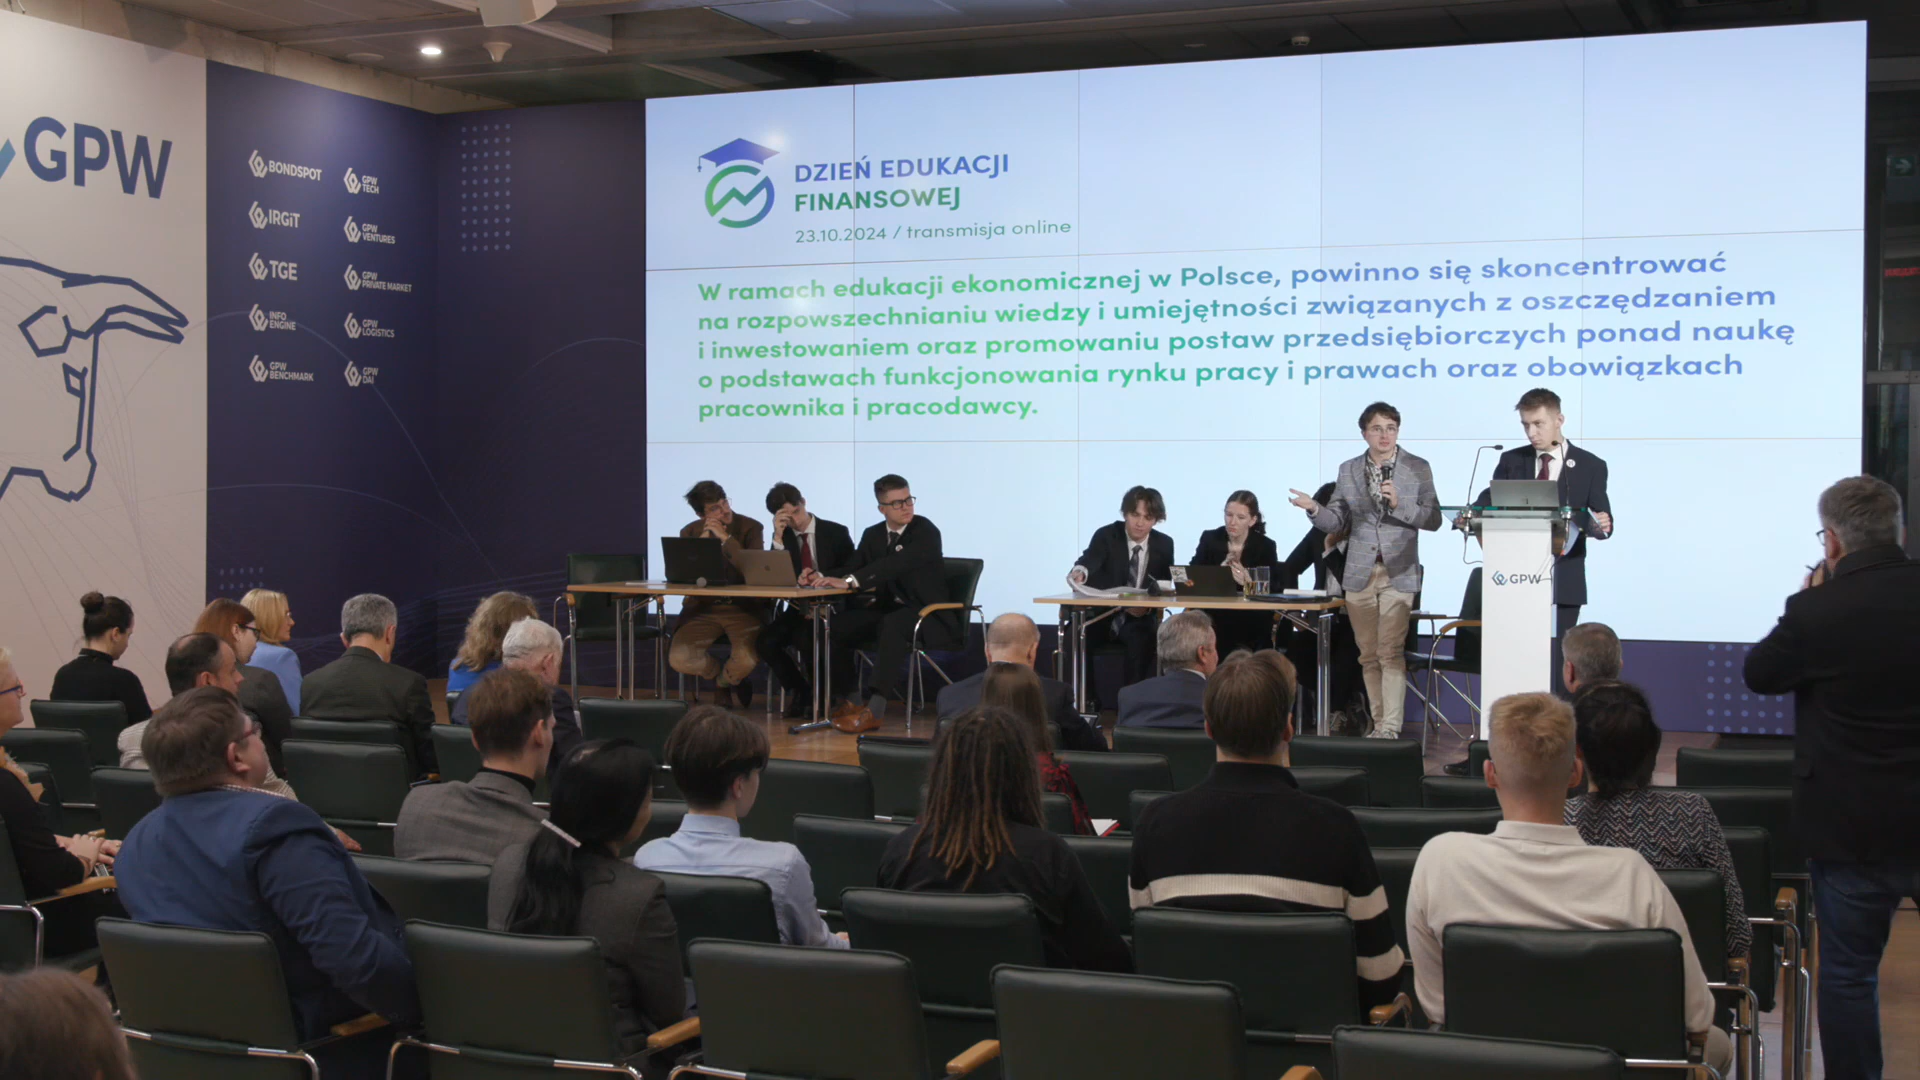 GPW
BONDSPOT
IRGiT
TGE
INFO
ENGINE
GPW
BENCHMARK
GPW
TECH
GPW
VENTURES
GPW
PRIVATE MARKET
GPW
LOGISTICS
GPW
DAI
DZIEŃ EDUKACJI
FINANSOWEJ
23.10.2024 / transmisja online
W ramach edukacji ekonomicznej w Polsce, powinno się skoncentrować
na rozpowszechnianiu wiedzy i umiejętności związanych z oszczędzaniem
i inwestowaniem oraz promowaniu postaw przedsiębiorczych ponad naukę
o podstawach funkcjonowania rynku pracy i prawach oraz obowiązkach
pracownika i pracodawcy.
GPW